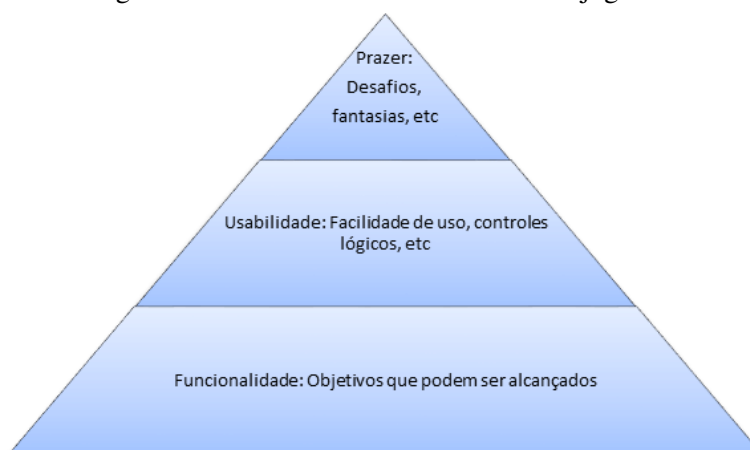 Prazer:
Desafios,
fantasias, etc
Usabilidade: Facilidade de uso, controles
lógicos, etc
Funcionalidade: Objetivos que podem ser alcançados